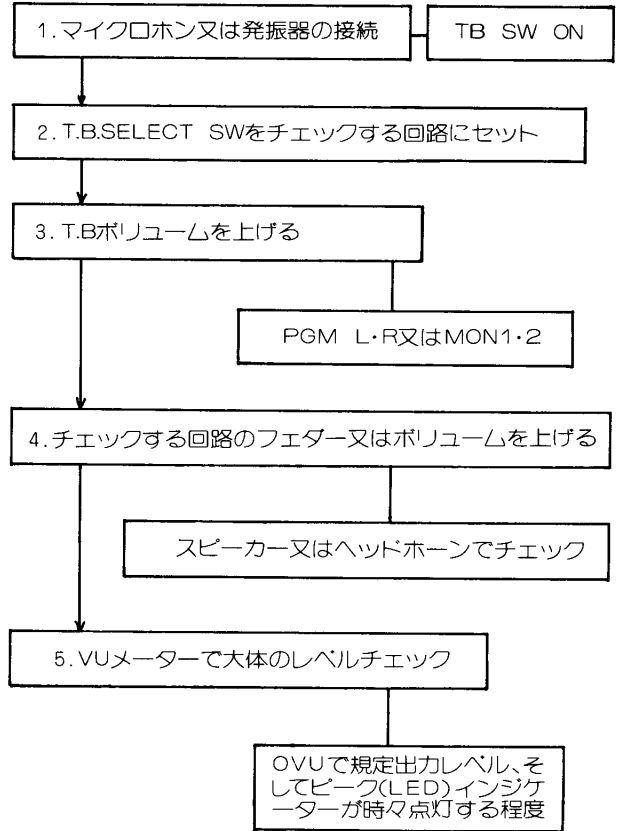 1.マイクロホン又は発振器の接続
TB SW ON
2.T.B.SELECT SWをチェックする回路にセット
3.T.Bボリュームを上げる
PGM L・R又はMON1・2
4.チェックする回路のフェダー又はボリュームを上げる
スピーカー又はヘッドホーンでチェック
5.VUメーターで大体のレベルチェック
OVUで規定出力レベル、そ
してピーク(LED)インジケ
ーターが時々点灯する程度